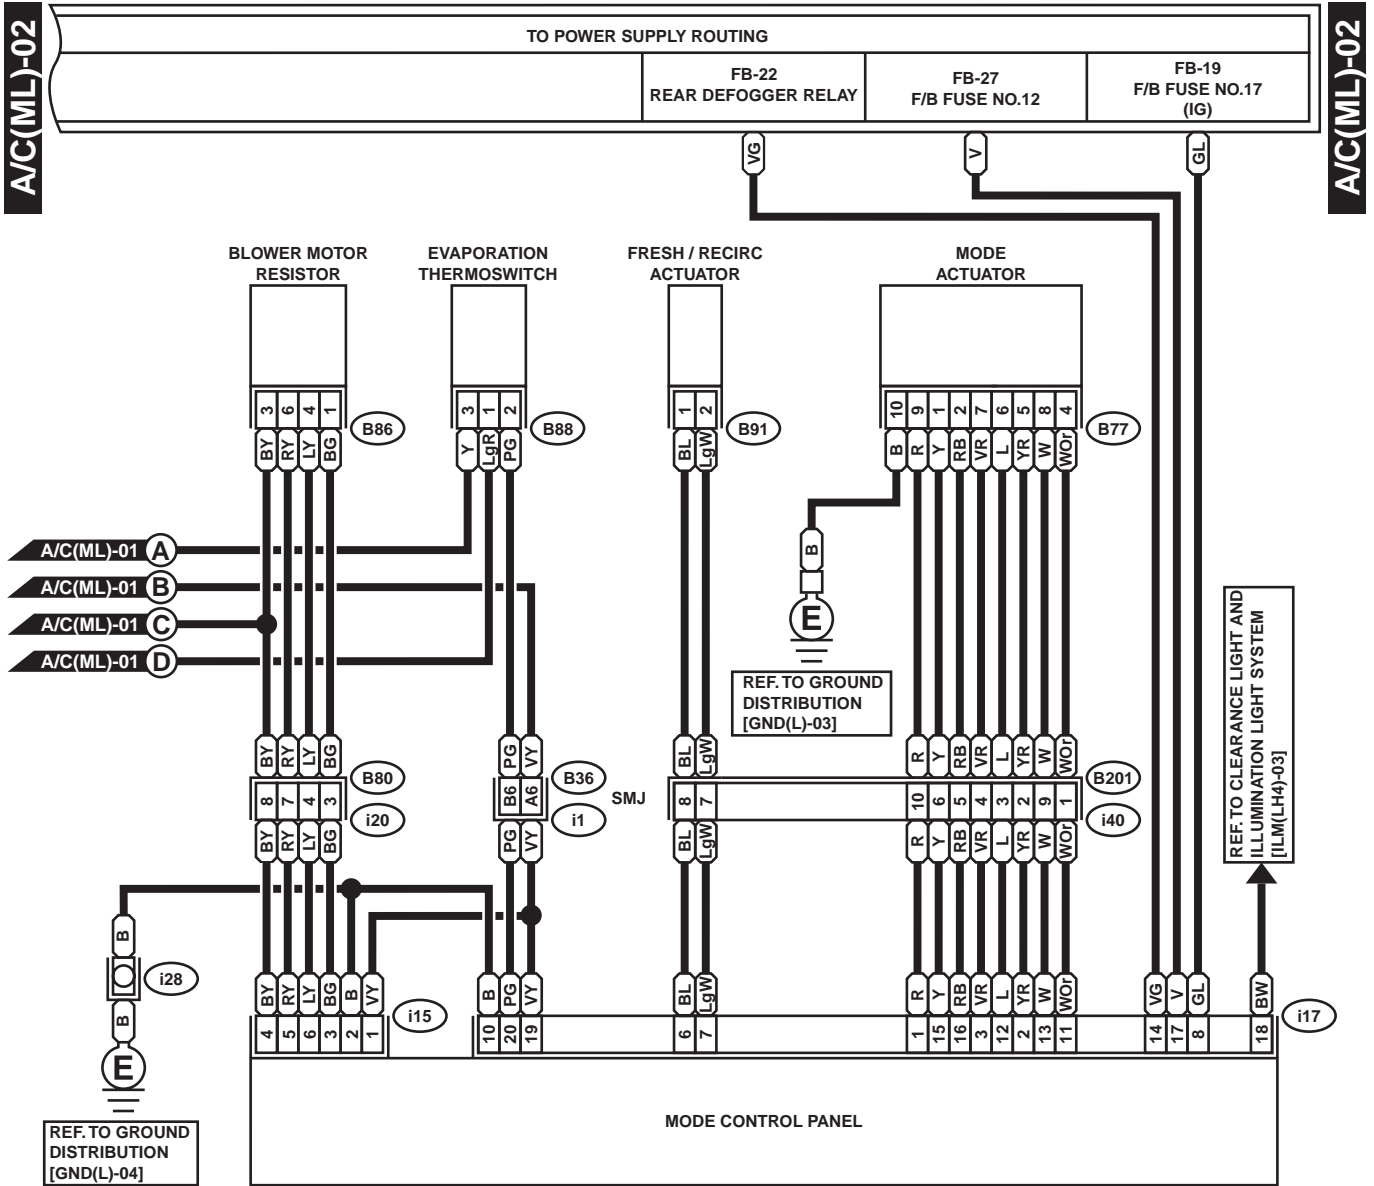 A/C(ML)-02
A/C(ML)-02
TO POWER SUPPLY ROUTING
FB-22
REAR DEFOGGER RELAY
FB-27
F/B FUSE NO.12
FB-19
F/B FUSE NO.17
(IG)
VG V GL
BLOWER MOTOR
RESISTOR
EVAPORATION
THERMOSWITCH
FRESH / RECIRC
ACTUATOR
MODE
ACTUATOR
3 6 4 1 B86
3 1 2 B88
1 2 B91
10 9 1 2 7 6 5 8 4 B77
BY RY LY BG
Y LgR PG
BL LgW
B R Y RB VR L YR W WOr
A/C(ML)-01 A
A/C(ML)-01 B
A/C(ML)-01 C
A/C(ML)-01 D
B
E
REF. TO GROUND
DISTRIBUTION
[GND(L)-03]
REF. TO CLEARANCE LIGHT AND
ILLUMINATION LIGHT SYSTEM
[ILM(LH4)-03]
BY RY LY BG
PG VY
BL LgW
R Y RB VR L YR W WOr
B80
B36
B201
8 7 4 3
B6 A6
SMJ
8 7
10 6 5 4 3 2 9 1
i20
i1
i40
BY RY LY BG
PG VY
BL LgW
R Y RB VR L YR W WOr
B
i28
B
E
REF. TO GROUND
DISTRIBUTION
[GND(L)-04]
BY RY LY BG B VY
B PG VY
BL LgW
R Y RB VR L YR W WOr
VG V GL
BW
4 5 6 3 2 1 i15
10 20 19
6 7
1 15 16 3 12 2 13 11
14 17 8
18 i17
MODE CONTROL PANEL